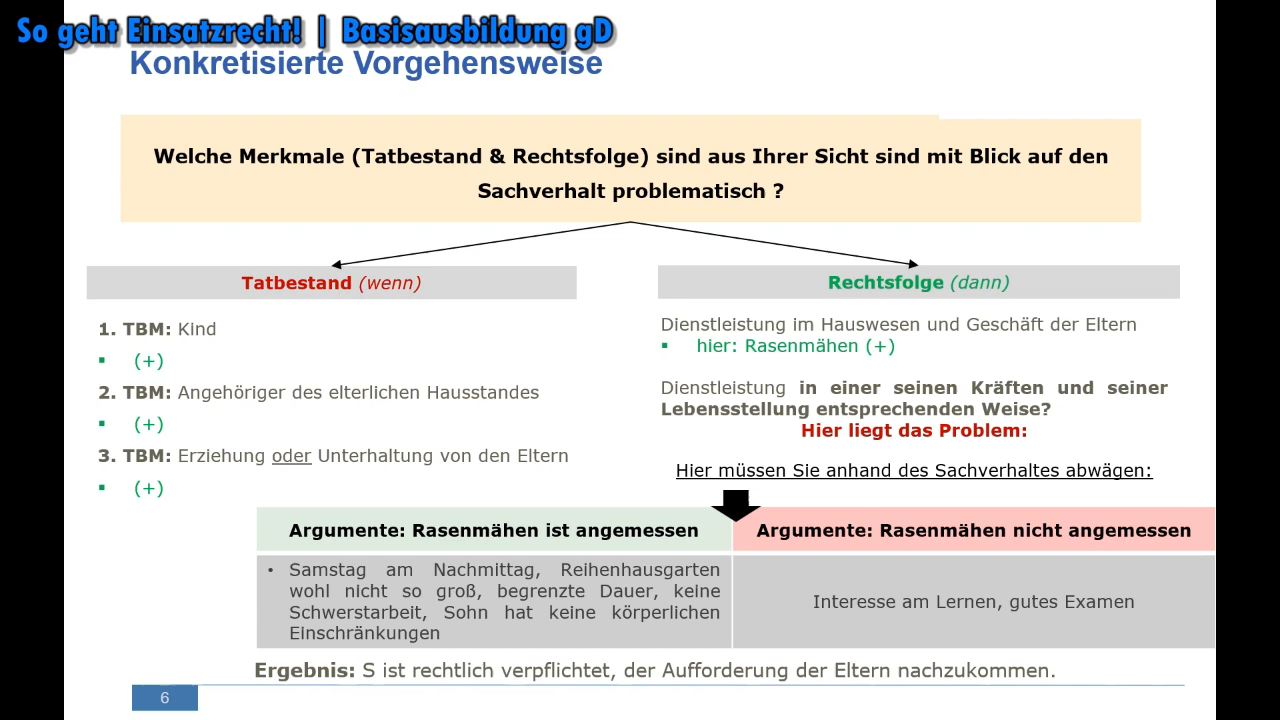 So geht Einsatzrecht! | Basisausbildung gD
Konkretisierte Vorgehensweise
Welche Merkmale (Tatbestand & Rechtsfolge) sind aus Ihrer Sicht sind mit Blick auf den
Sachverhalt problematisch ?
Tatbestand (wenn)
1. TBM: Kind
▪ (+)
2. TBM: Angehöriger des elterlichen Hausstandes
▪ (+)
3. TBM: Erziehung oder Unterhaltung von den Eltern
▪ (+)
Rechtsfolge (dann)
Dienstleistung im Hauswesen und Geschäft der Eltern
▪ hier: Rasenmähen (+)
Dienstleistung in einer seinen Kräften und seiner
Lebensstellung entsprechenden Weise?
Hier liegt das Problem:
Hier müssen Sie anhand des Sachverhaltes abwägen:
Argumente: Rasenmähen ist angemessen
Argumente: Rasenmähen nicht angemessen
• Samstag am Nachmittag, Reihenhausgarten
wohl nicht so groß, begrenzte Dauer, keine
Schwerstarbeit, Sohn hat keine körperlichen
Einschränkungen
Interesse am Lernen, gutes Examen
Ergebnis: S ist rechtlich verpflichtet, der Aufforderung der Eltern nachzukommen.
6